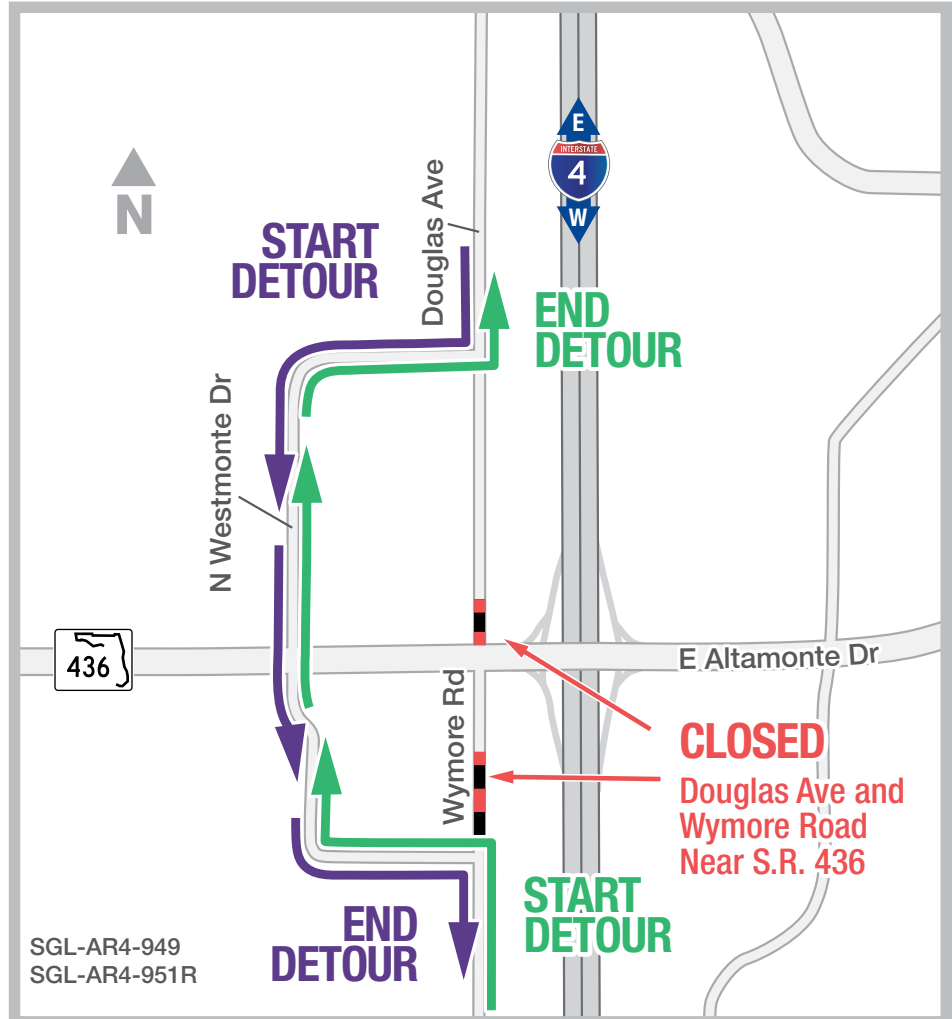 E
INTERSTATE
4
W
N
Douglas Ave
START
DETOUR
END
DETOUR
N Westmonte Dr
436
E Altamonte Dr
Wymore Rd
CLOSED
Douglas Ave and
Wymore Road
Near S.R. 436
START
DETOUR
END
DETOUR
SGL-AR4-949
SGL-AR4-951R